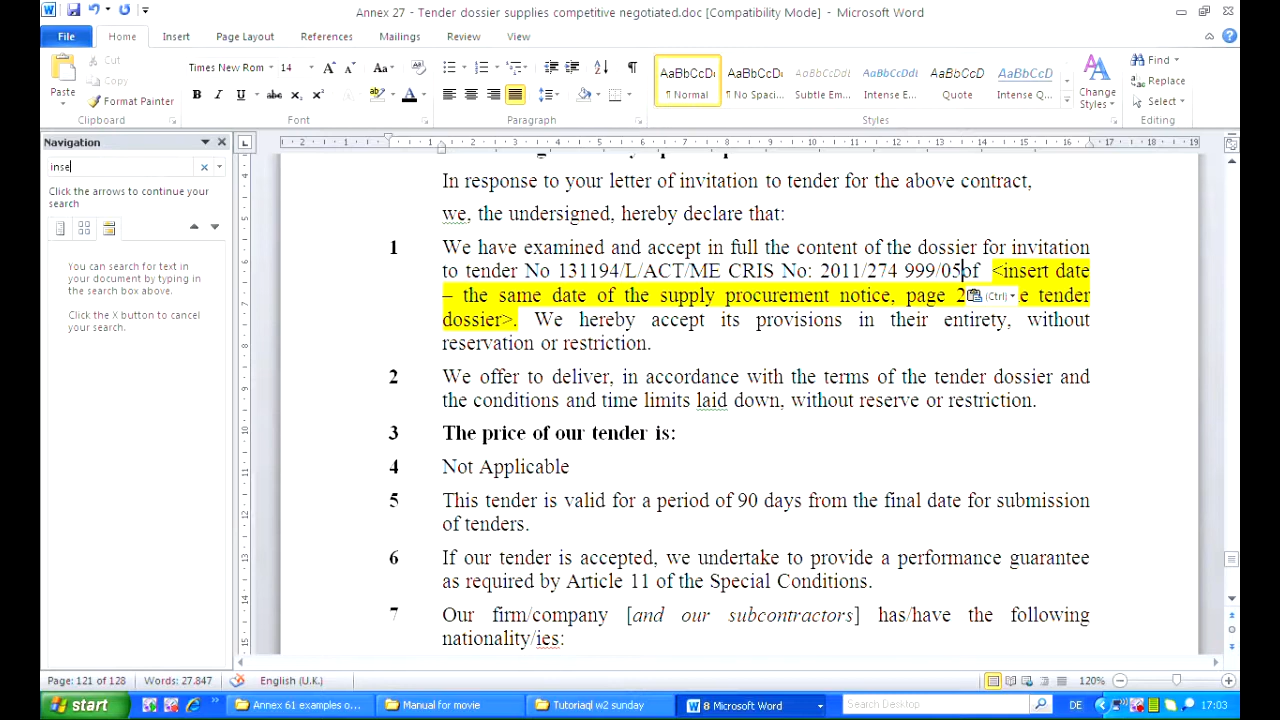 Annex 27 - Tender dossier supplies competitive negotiated.doc [Compatibility Mode] - Microsoft Word
File Home Insert Page Layout References Mailings Review View
Paste
Cut
Copy
Format Painter
Clipboard
Times New Rom 14
Font
Paragraph
AaBbCcDı AaBbCcDı AaBbCcDı AaBbCcDı AaBbCcD AaBbCcD
¶ Normal ¶ No Spaci... Subtle Em... Intense E... Quote Intense Q...
Styles
Change Styles
Find
Replace
Select
Editing
Navigation
inse
Click the arrows to continue your
search
You can search for text in
your document by typing in
the search box above.
Click the X button to cancel
your search.
In response to your letter of invitation to tender for the above contract,
we, the undersigned, hereby declare that:
1 We have examined and accept in full the content of the dossier for invitation
to tender No 131194/L/ACT/ME CRIS No: 2011/274 999/05of <insert date
– the same date of the supply procurement notice, page 2 (Ctrl) e tender
dossier>. We hereby accept its provisions in their entirety, without
reservation or restriction.
2 We offer to deliver, in accordance with the terms of the tender dossier and
the conditions and time limits laid down, without reserve or restriction.
3 The price of our tender is:
4 Not Applicable
5 This tender is valid for a period of 90 days from the final date for submission
of tenders.
6 If our tender is accepted, we undertake to provide a performance guarantee
as required by Article 11 of the Special Conditions.
7 Our firm/company [and our subcontractors] has/have the following
nationality/ies:
Page: 121 of 128 Words: 27.847 English (U.K.) 120%
start Annex 61 examples o... Manual for movie Tutoriaql w2 sunday 8 Microsoft Word Search Desktop DE 17:03